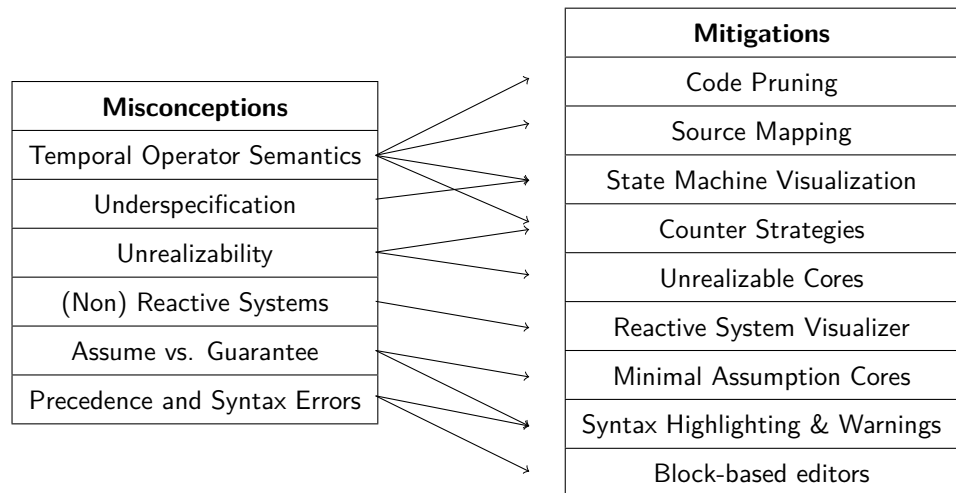 Misconceptions
Temporal Operator Semantics
Underspecification
Unrealizability
(Non) Reactive Systems
Assume vs. Guarantee
Precedence and Syntax Errors
Mitigations
Code Pruning
Source Mapping
State Machine Visualization
Counter Strategies
Unrealizable Cores
Reactive System Visualizer
Minimal Assumption Cores
Syntax Highlighting & Warnings
Block-based editors